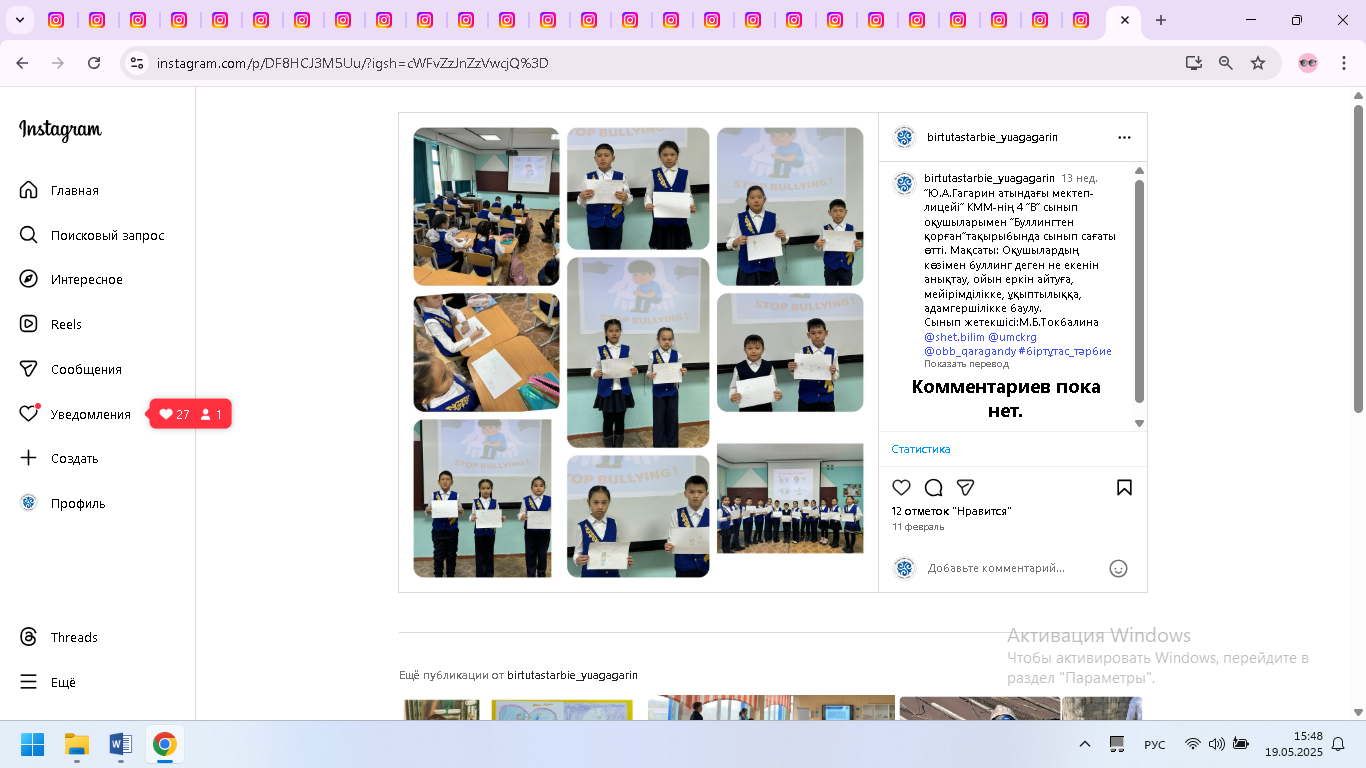 instagram.com/p/DF8HCJ3M5Uu/?igsh=cWFvZzJnZzVwcjQ%3D
Instagram
Главная
Поисковый запрос
Интересное
Reels
Сообщения
Уведомления
27 1
Создать
Профиль
Threads
Ещё
STOP BULLYING!
STOP BULLYING!
STOP BULLYING!
STOP BULLYING!
STOP BULLYING!
birtutastarbie_yuagagarin
birtutastarbie_yuagagarin 13 нед.
“Ю.А.Гагарин атындағы мектеп-
лицейі” КММ-нің 4 “В” сынып
оқушыларымен “Буллингтен
қорған”тақырыбында сынып сағаты
өтті. Мақсаты: Оқушылардың
көзімен буллинг деген не екенін
анықтау, ойын еркін айтуға,
мейірімділікке, ұқыптылыққа,
адамгершілікке баулу.
Сынып жетекшісі:М.Б.Токбалина
@shet.bilim @umckrg
@obb_qaragandy #біртұтас_тәрбие
Показать перевод
Комментариев пока
нет.
Статистика
12 отметок "Нравится"
11 февраль
Добавьте комментарий...
Ещё публикации от birtutastarbie_yuagagarin
Активация Windows
Чтобы активировать Windows, перейдите в
раздел "Параметры".
РУС
15:48
19.05.2025